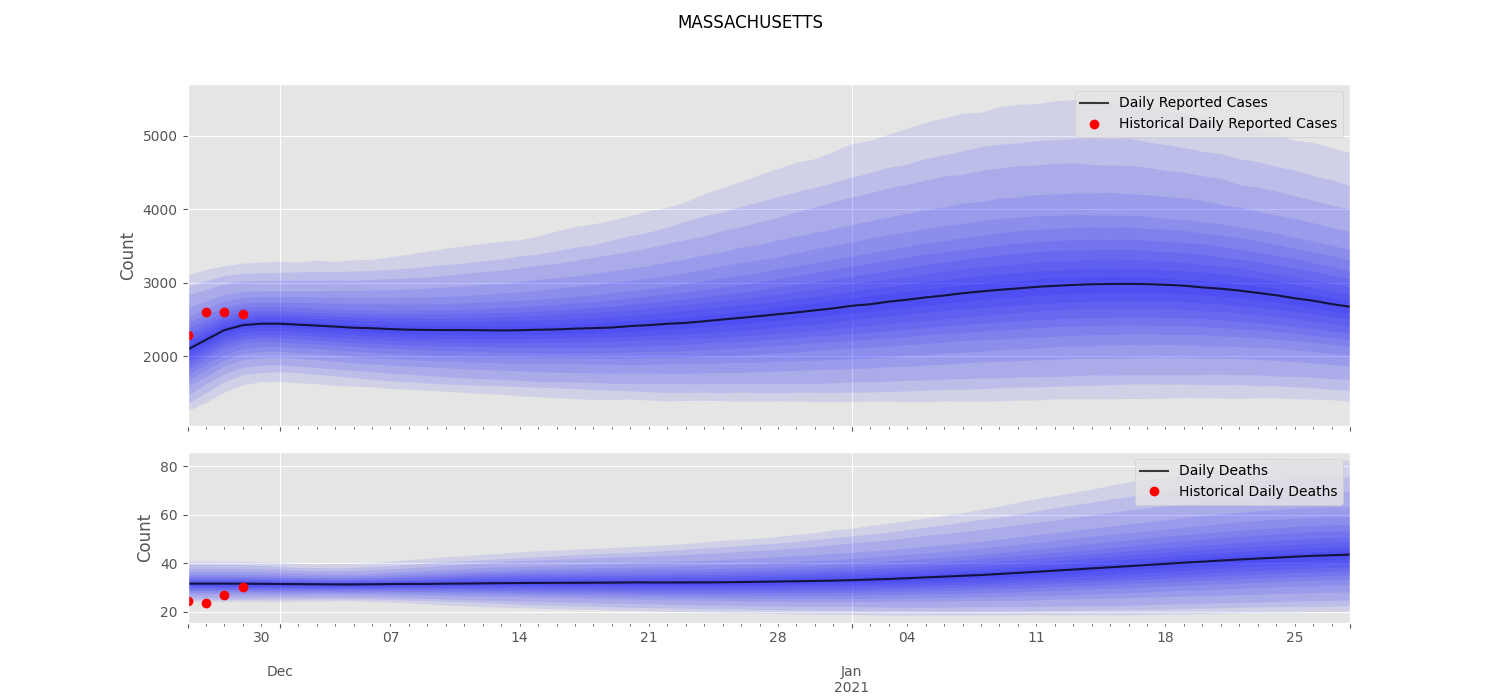 MASSACHUSETTS
Daily Reported Cases
Historical Daily Reported Cases
Count
5000
4000
3000
2000
Daily Deaths
Historical Daily Deaths
Count
80
60
40
20
30 07 14 21 28 04 11 18 25
Dec Jan
2021